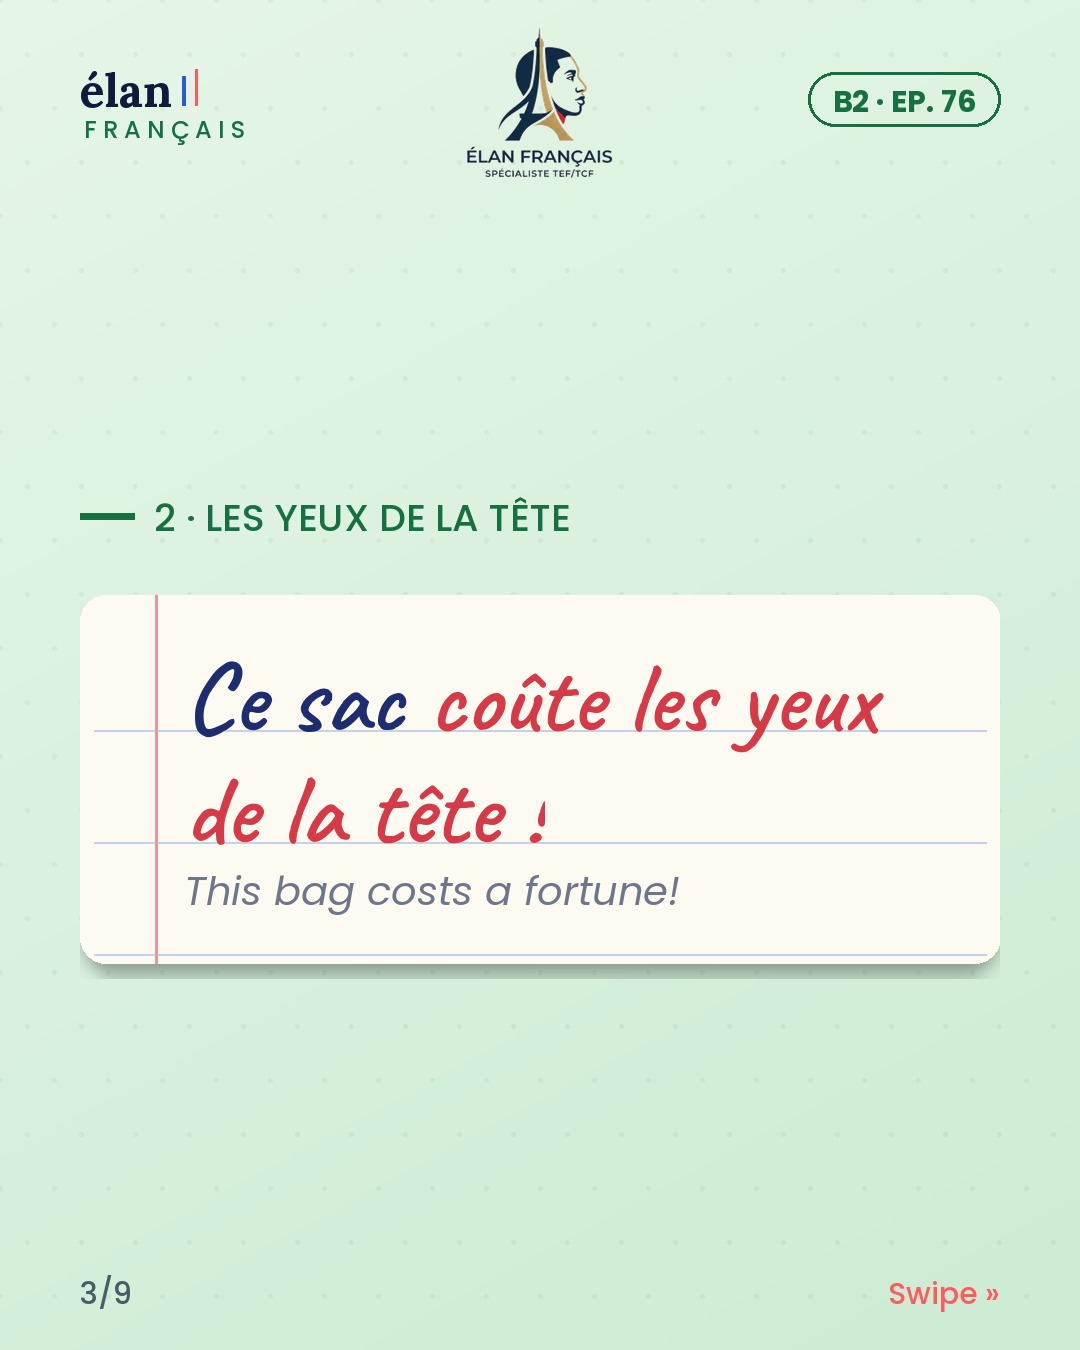 élan
FRANÇAIS
ÉLAN FRANÇAIS
SPÉCIALISTE TEF/TCF
B2 · EP. 76
2 · LES YEUX DE LA TÊTE
Ce sac coûte les yeux
de la tête !
This bag costs a fortune!
3/9
Swipe »